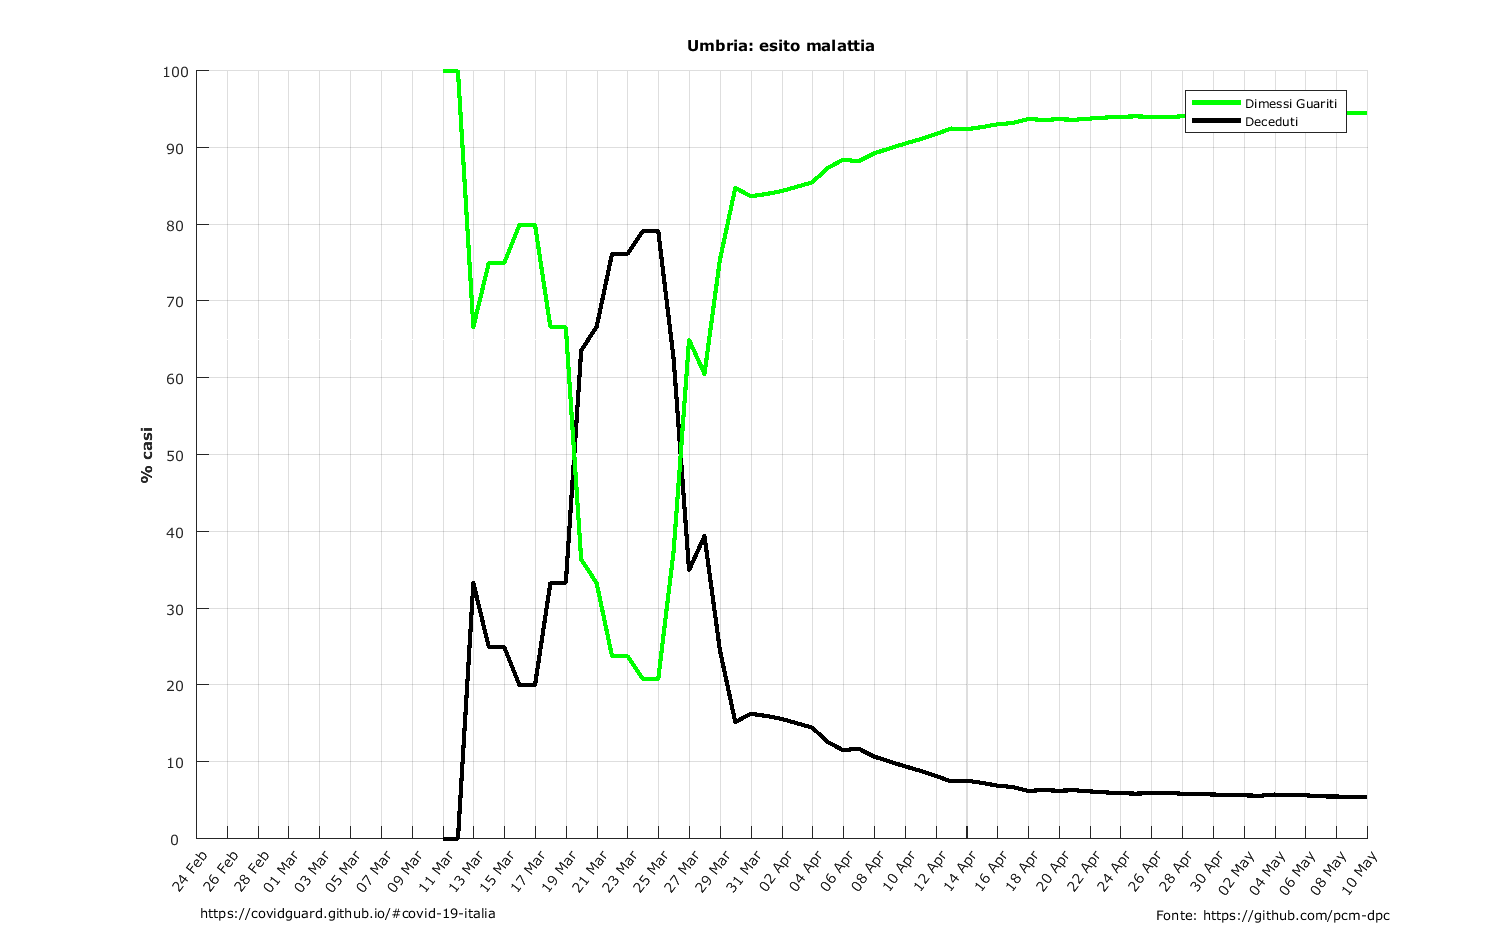 Umbria: esito malattia
100
90
80
70
60
50
40
30
20
10
0
% casi
Dimessi Guariti
Deceduti
24 Feb
26 Feb
28 Feb
01 Mar
03 Mar
05 Mar
07 Mar
09 Mar
11 Mar
13 Mar
15 Mar
17 Mar
19 Mar
21 Mar
23 Mar
25 Mar
27 Mar
29 Mar
31 Mar
02 Apr
04 Apr
06 Apr
08 Apr
10 Apr
12 Apr
14 Apr
16 Apr
18 Apr
20 Apr
22 Apr
24 Apr
26 Apr
28 Apr
30 Apr
02 May
04 May
06 May
08 May
10 May
https://covidguard.github.io/#covid-19-italia
Fonte: https://github.com/pcm-dpc